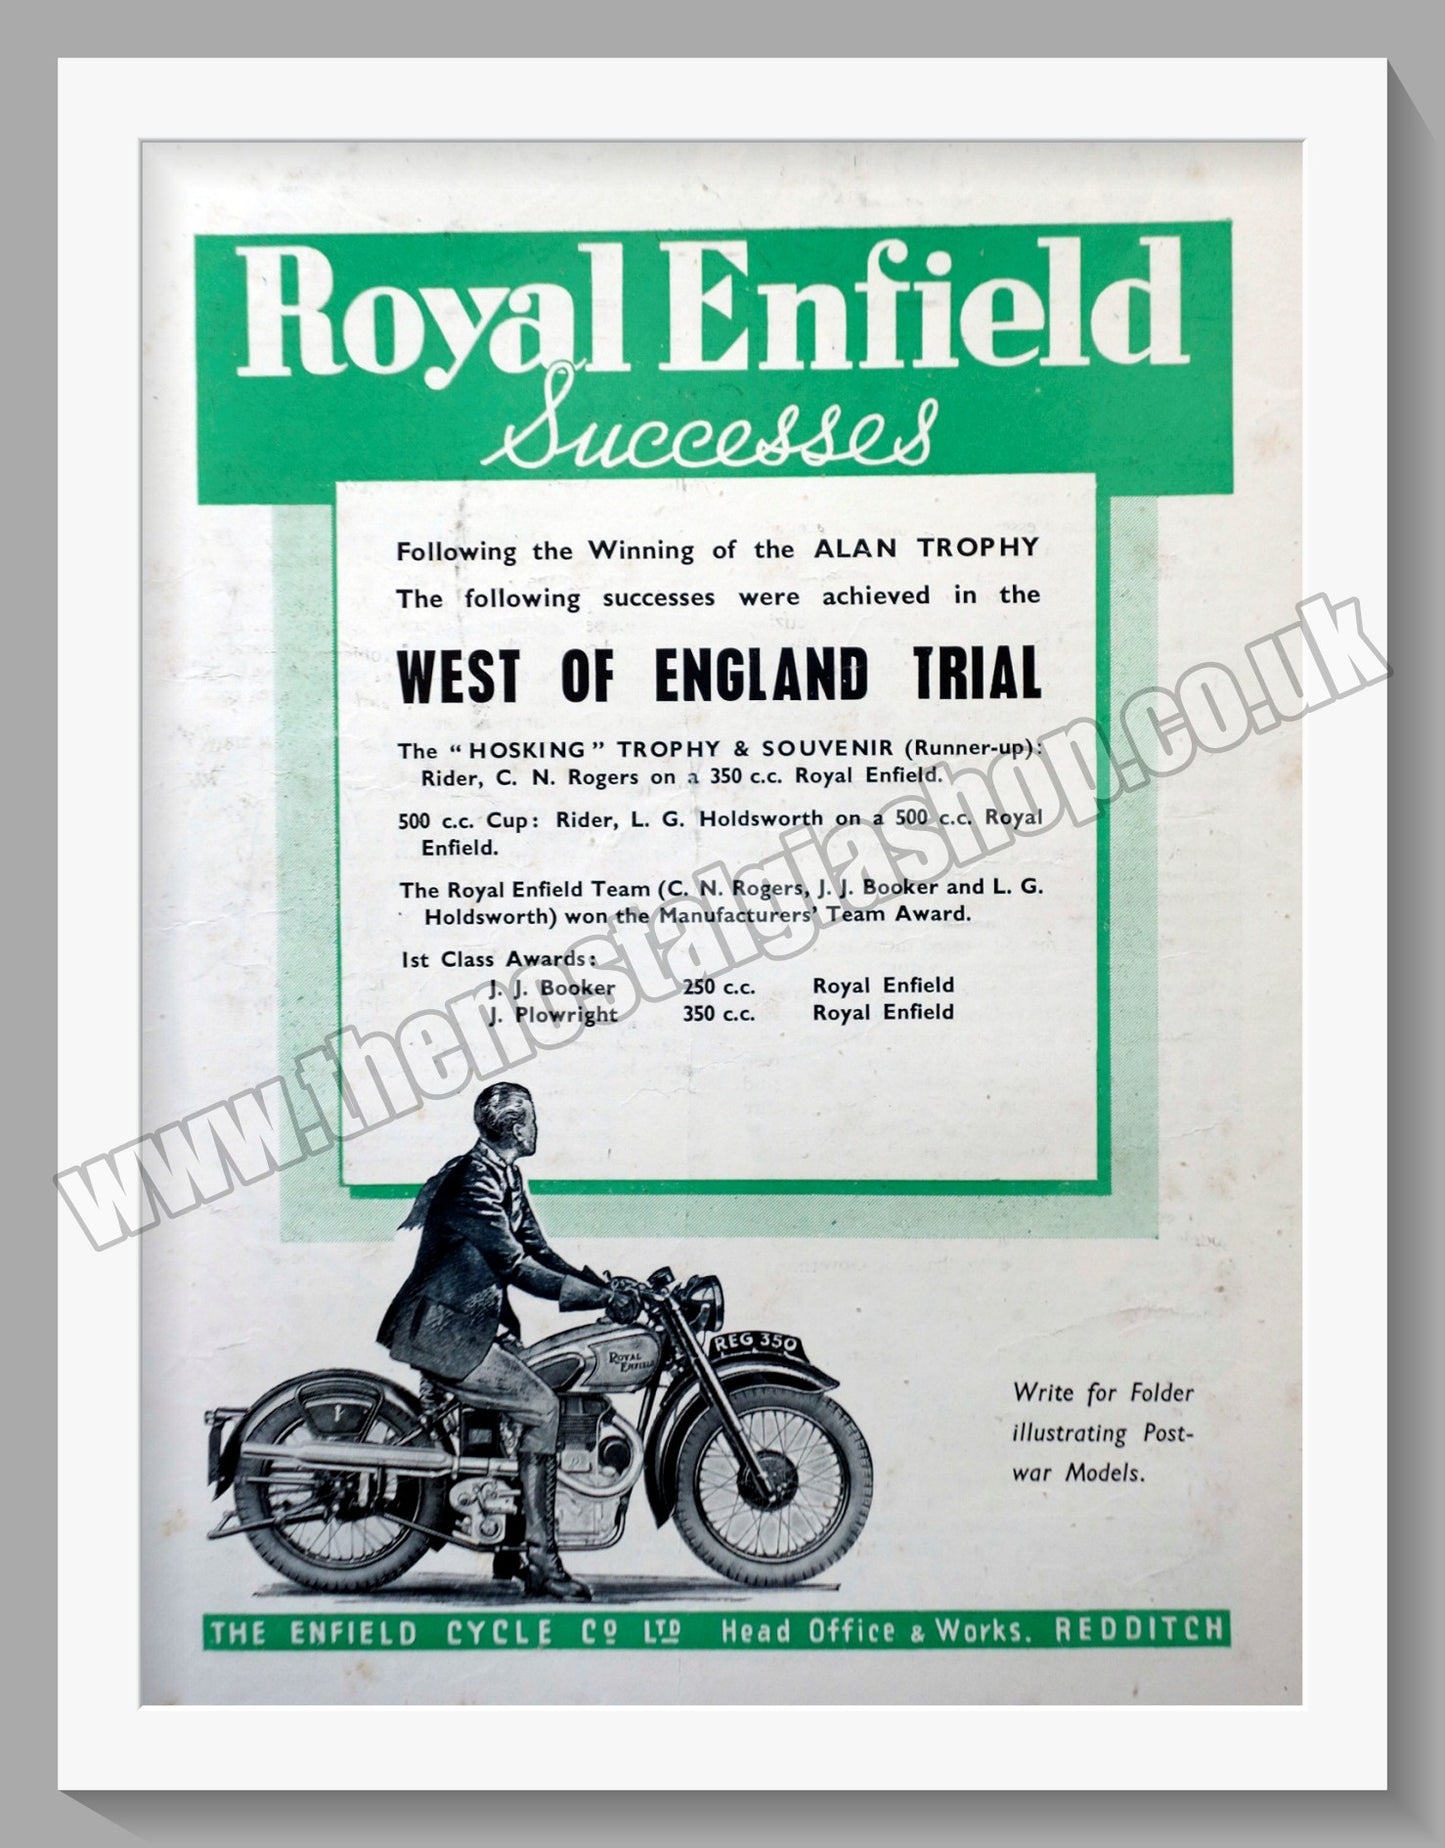 Royal Enfield
Successes
Following the Winning of the ALAN TROPHY
The following successes were achieved in the
WEST OF ENGLAND TRIAL
The “HOSKING” TROPHY & SOUVENIR (Runner-up):
Rider, C. N. Rogers on a 350 c.c. Royal Enfield.
500 c.c. Cup: Rider, L. G. Holdsworth on a 500 c.c. Royal
Enfield.
The Royal Enfield Team (C. N. Rogers, J. J. Booker and L. G.
Holdsworth) won the Manufacturers’ Team Award.
1st Class Awards:
J. J. Booker 250 c.c. Royal Enfield
J. Plowright 350 c.c. Royal Enfield
www.thenostalgiashop.co.uk
REG 350
ROYAL
ENFIELD
Write for Folder
illustrating Post-
war Models.
THE ENFIELD CYCLE CO LTD Head Office & Works. REDDITCH